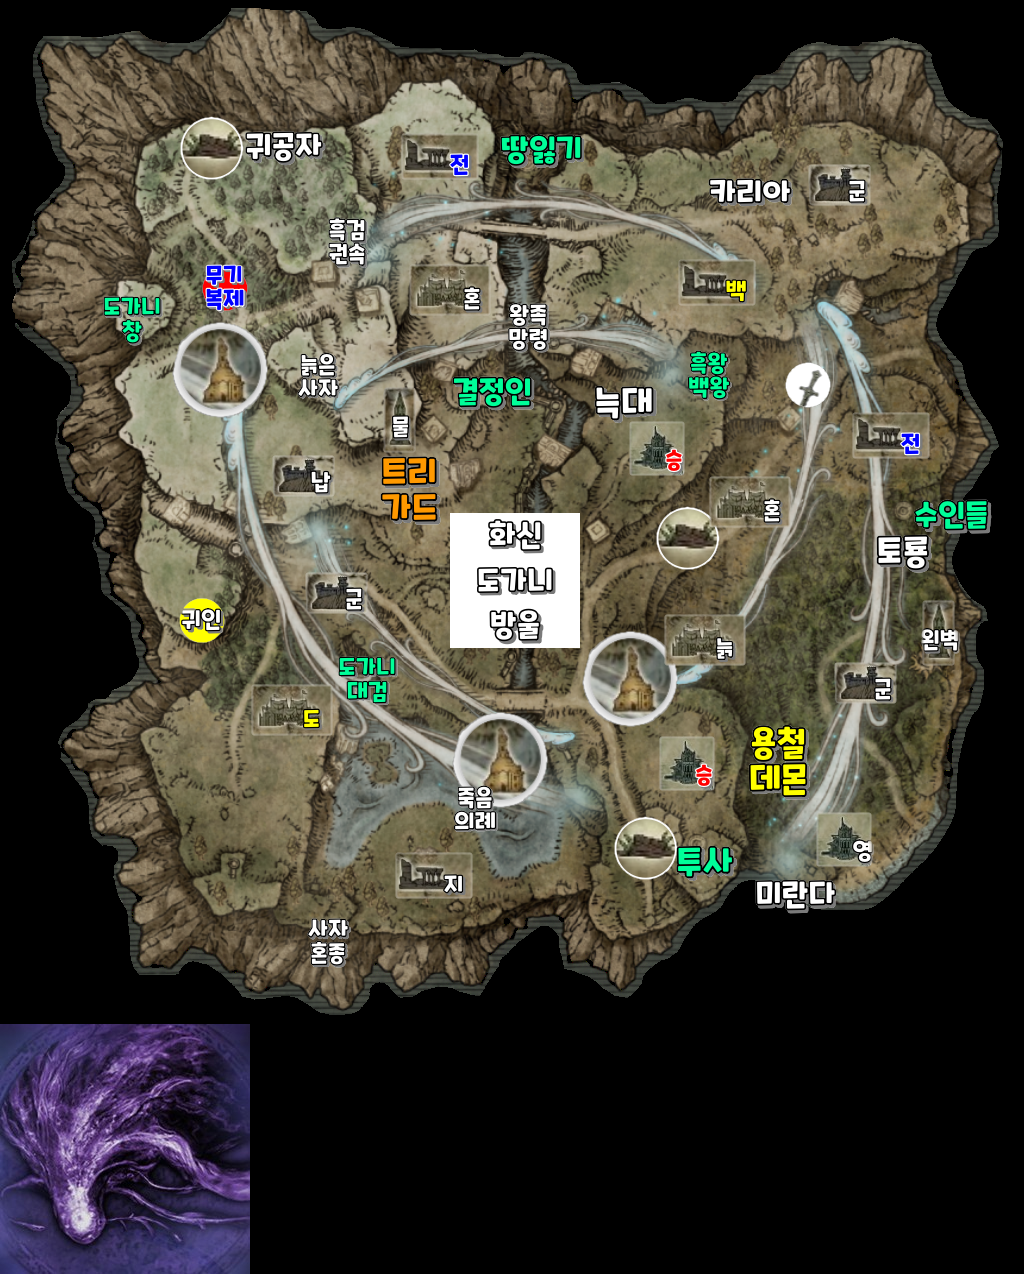 귀공자
전
땅잃기
카리아
군
흑검
권속
무기
복제
혼
백
도가니
창
왕족
망령
늙은
사자
결정인
흑왕
백왕
늑대
물
승
전
트리
가드
납
혼
수인들
화신
도가니
방울
토룡
군
귀인
늙
왼벽
도가니
대검
군
도
용철
데몬
승
죽음
의례
영
투사
지
미란다
사자
혼종